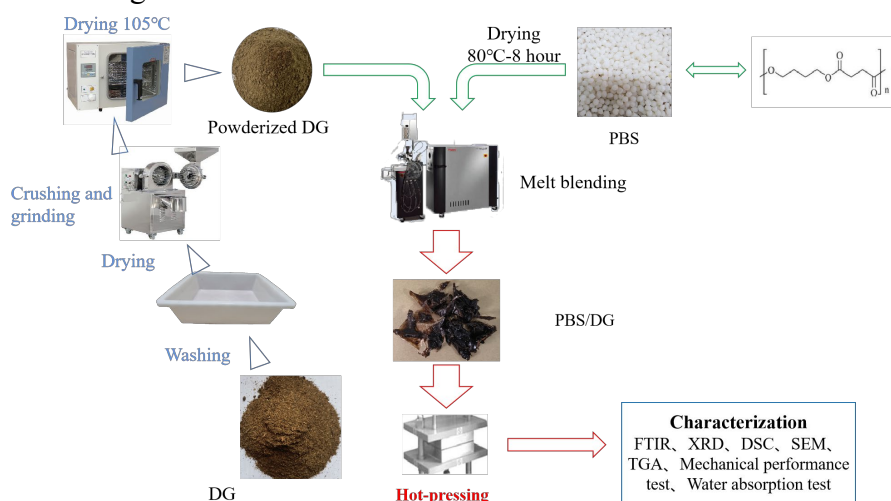 Drying 105℃
Powderized DG
Drying
80℃-8 hour
PBS
O
O
O
O
n
Melt blending
Crushing and
grinding
Drying
Washing
DG
PBS/DG
Hot-pressing
Characterization
FTIR、XRD、DSC、SEM、
TGA、Mechanical performance
test、Water absorption test